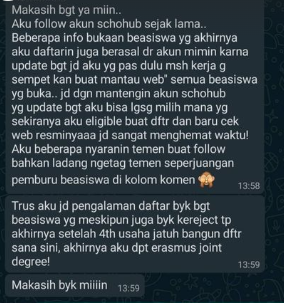 Makasih bgt ya miin..
Aku follow akun schohub sejak lama..
Beberapa info bukaan beasiswa yg akhirnya
aku daftarin juga berasal dr akun mimin karna
update bgt jd aku yg pas dulu msh kerja g
sempet kan buat mantau web" semua beasiswa
yg buka.. jd dgn mantengin akun schohub
yg update bgt aku bisa lgsg milih mana yg
sekiranya aku eligible buat dftr dan baru cek
web resminyaaa jd sangat menghemat waktu!
Aku beberapa nyaranin temen buat follow
bahkan ladang ngetag temen seperjuangan
pemburu beasiswa di kolom komen 🙈
13:58
Trus aku jd pengalaman daftar byk bgt
beasiswa yg meskipun juga byk kereject tp
akhirnya setelah 4th usaha jatuh bangun dftr
sana sini, akhirnya aku dpt erasmus joint
degree!
13:59
Makasih byk miiiin 13:59